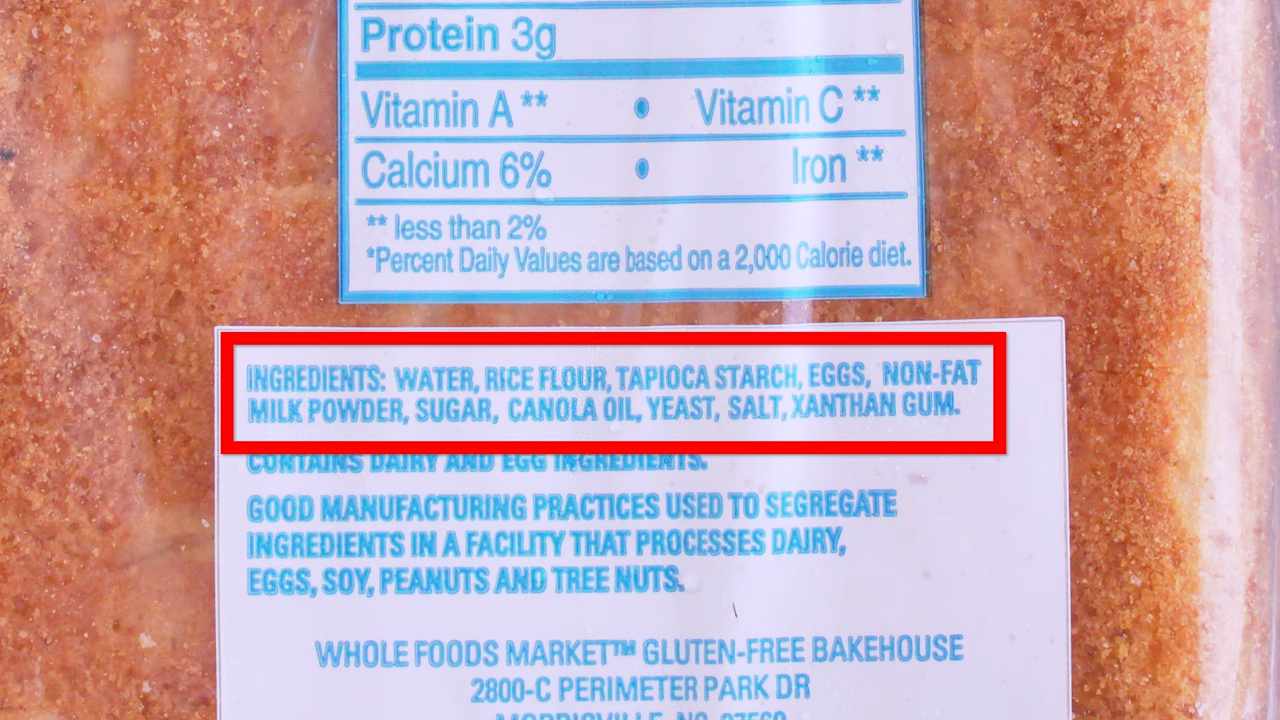 Protein 3g
Vitamin A ** • Vitamin C **
Calcium 6% • Iron **
** less than 2%
*Percent Daily Values are based on a 2,000 Calorie diet.
INGREDIENTS: WATER, RICE FLOUR, TAPIOCA STARCH, EGGS, NON-FAT
MILK POWDER, SUGAR, CANOLA OIL, YEAST, SALT, XANTHAN GUM.
CONTAINS DAIRY AND EGG INGREDIENTS.
GOOD MANUFACTURING PRACTICES USED TO SEGREGATE
INGREDIENTS IN A FACILITY THAT PROCESSES DAIRY,
EGGS, SOY, PEANUTS AND TREE NUTS.
WHOLE FOODS MARKET™ GLUTEN-FREE BAKEHOUSE
2800-C PERIMETER PARK DR
MORRISVILLE, NC 27560